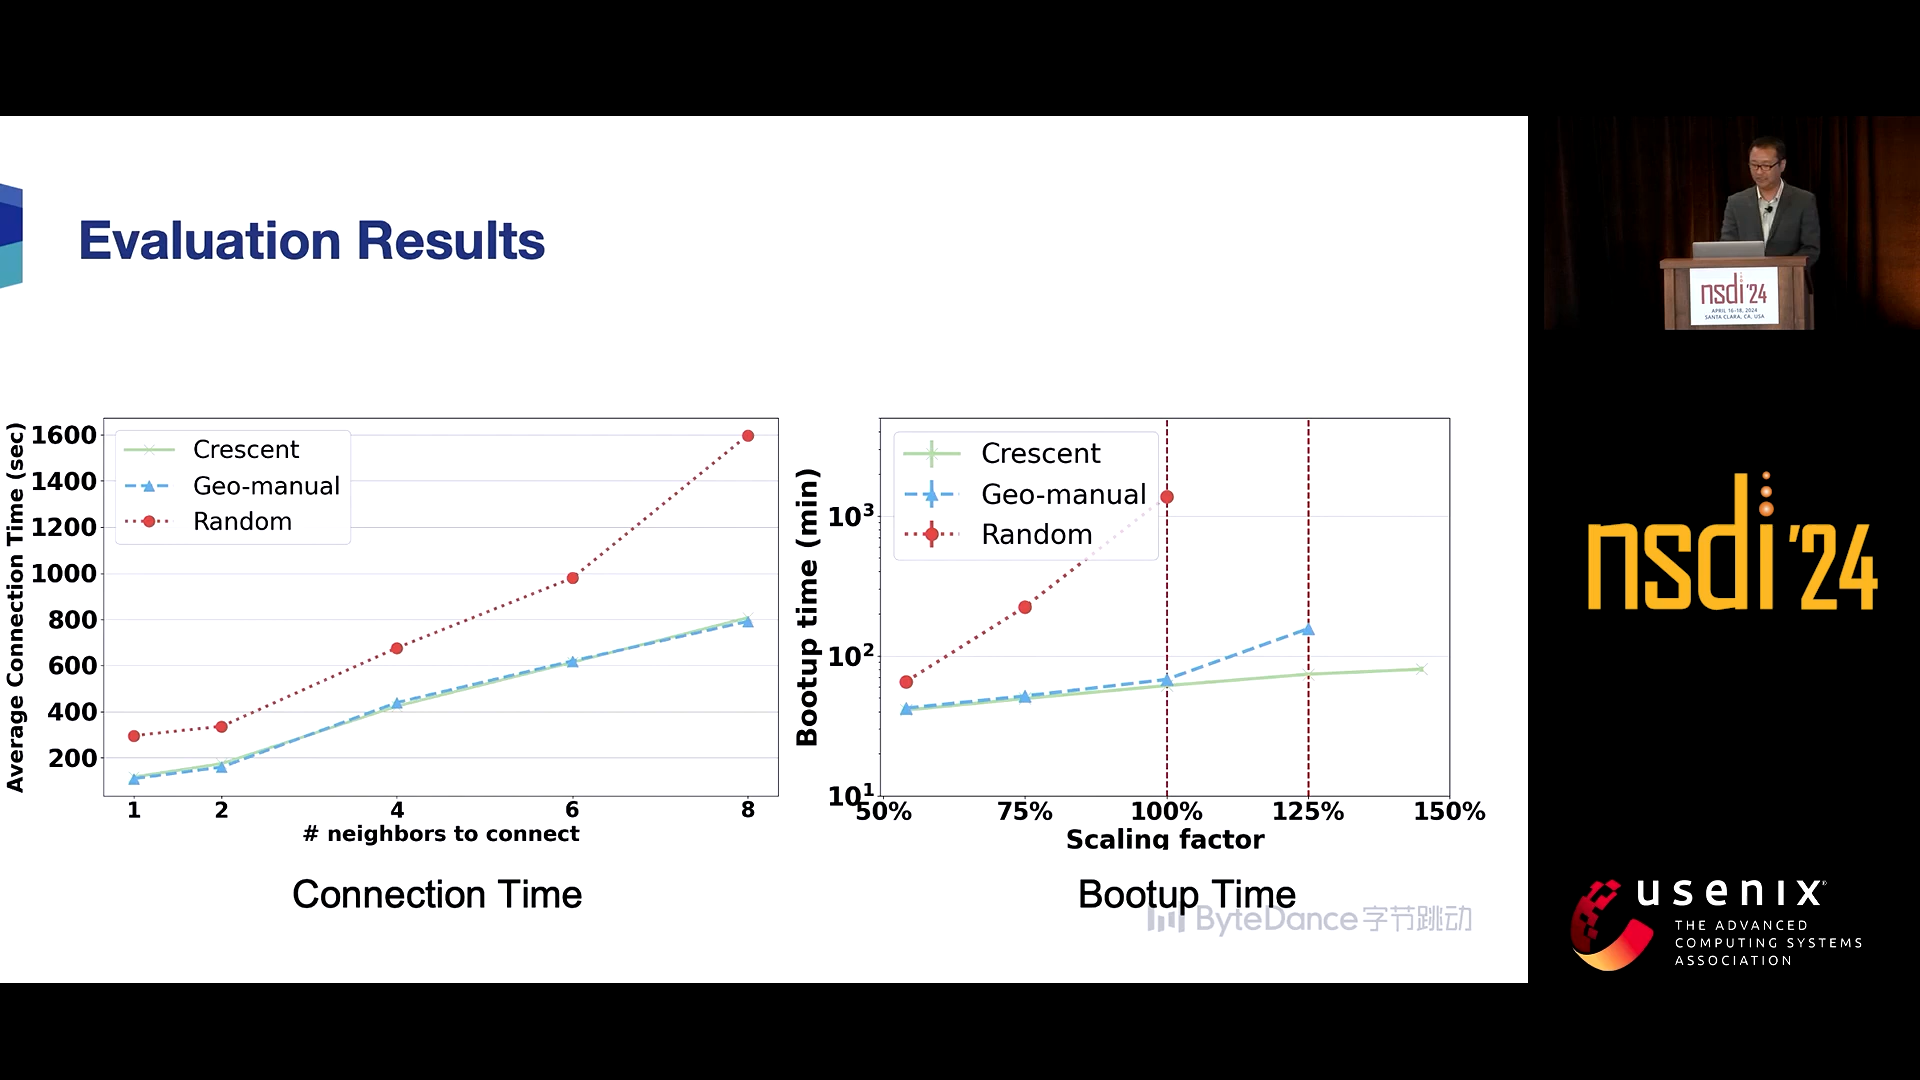 Evaluation Results
Average Connection Time (sec)
1600
1400
1200
1000
800
600
400
200
Crescent
Geo-manual
Random
1 2 4 6 8
# neighbors to connect
Connection Time
Bootup time (min)
10³
10²
10¹
Crescent
Geo-manual
Random
50% 75% 100% 125% 150%
Scaling factor
Bootup Time
ByteDance字节跳动
nsdi '24
APRIL 16–18, 2024
SANTA CLARA, CA, USA
nsdi '24
usenix®
THE ADVANCED
COMPUTING SYSTEMS
ASSOCIATION